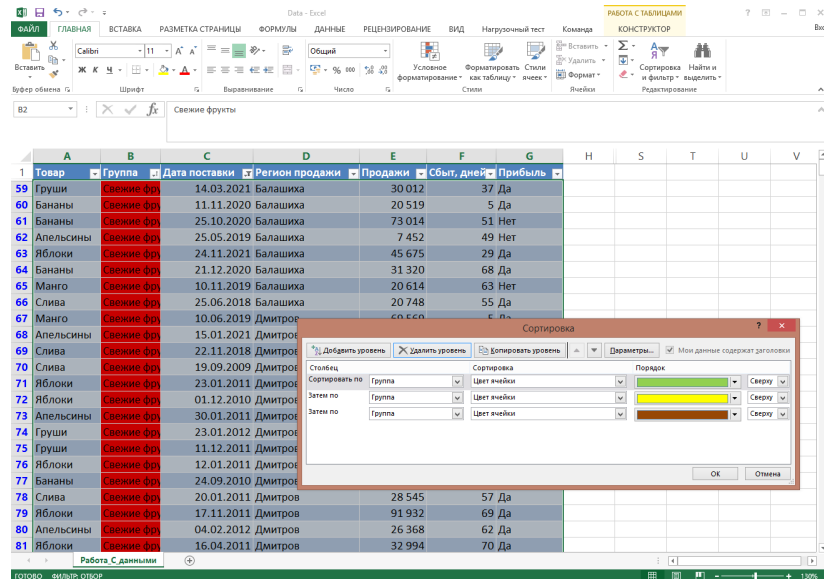 Data - Excel
РАБОТА С ТАБЛИЦАМИ
ФАЙЛ ГЛАВНАЯ ВСТАВКА РАЗМЕТКА СТРАНИЦЫ ФОРМУЛЫ ДАННЫЕ РЕЦЕНЗИРОВАНИЕ ВИД Нагрузочный тест Команда КОНСТРУКТОР Вхо
Вставить
Calibri 11
Ж К Ч
Общий
% 000
Условное форматирование
Форматировать как таблицу
Стили ячеек
Вставить
Удалить
Формат
Сортировка и фильтр
Найти и выделить
Буфер обмена Шрифт Выравнивание Число Стили Ячейки Редактирование
B2 fx Свежие фрукты
A B C D E F G H S T U V
1 Товар Группа Дата поставки Регион продажи Продажи Сбыт, дней Прибыль
59 Груши Свежие фру 14.03.2021 Балашиха 30 012 37 Да
60 Бананы Свежие фру 11.11.2020 Балашиха 20 519 5 Да
61 Бананы Свежие фру 25.10.2020 Балашиха 73 014 51 Нет
62 Апельсины Свежие фру 25.05.2019 Балашиха 7 452 49 Нет
63 Яблоки Свежие фру 24.11.2021 Балашиха 45 675 29 Да
64 Бананы Свежие фру 21.12.2020 Балашиха 31 320 68 Да
65 Манго Свежие фру 10.11.2019 Балашиха 20 614 63 Нет
66 Слива Свежие фру 25.06.2018 Балашиха 20 748 55 Да
67 Манго Свежие фру 10.06.2019 Дмитров
68 Апельсины Свежие фру 15.01.2021 Дмитров
69 Слива Свежие фру 22.11.2018 Дмитров
70 Слива Свежие фру 19.09.2009 Дмитров
71 Яблоки Свежие фру 23.01.2011 Дмитров
72 Яблоки Свежие фру 01.12.2010 Дмитров
73 Апельсины Свежие фру 30.01.2011 Дмитров
74 Груши Свежие фру 23.01.2012 Дмитров
75 Груши Свежие фру 11.12.2011 Дмитров
76 Яблоки Свежие фру 12.01.2011 Дмитров
77 Бананы Свежие фру 24.09.2010 Дмитров
78 Слива Свежие фру 20.01.2011 Дмитров 28 545 57 Да
79 Яблоки Свежие фру 17.11.2011 Дмитров 91 932 69 Да
80 Апельсины Свежие фру 04.02.2012 Дмитров 26 368 62 Да
81 Яблоки Свежие фру 16.04.2011 Дмитров 32 994 70 Да
Сортировка
Добавить уровень Удалить уровень Копировать уровень Параметры... Мои данные содержат заголовки
Столбец Сортировка Порядок
Сортировать по Группа Цвет ячейки Сверху
Затем по Группа Цвет ячейки Сверху
Затем по Группа Цвет ячейки Сверху
ОК Отмена
Работа_С_данными
ГОТОВО ФИЛЬТР: ОТБОР 130%